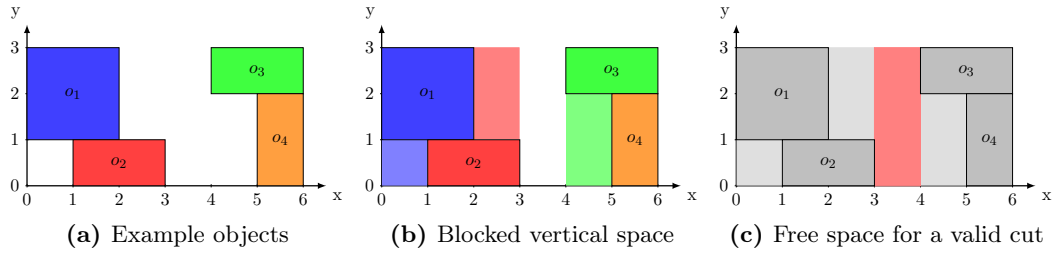 y
3
2
1
0
0 1 2 3 4 5 6
x
o1
o2
o3
o4
(a) Example objects
y
3
2
1
0
0 1 2 3 4 5 6
x
o1
o2
o3
o4
(b) Blocked vertical space
y
3
2
1
0
0 1 2 3 4 5 6
x
o1
o2
o3
o4
(c) Free space for a valid cut